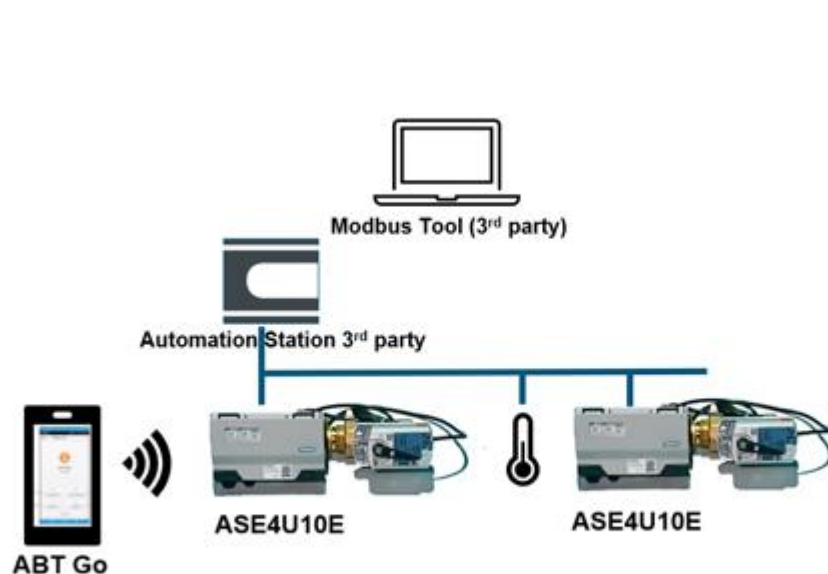 Modbus Tool (3rd party)
Automation Station 3rd party
ASE4U10E
ASE4U10E
ABT Go